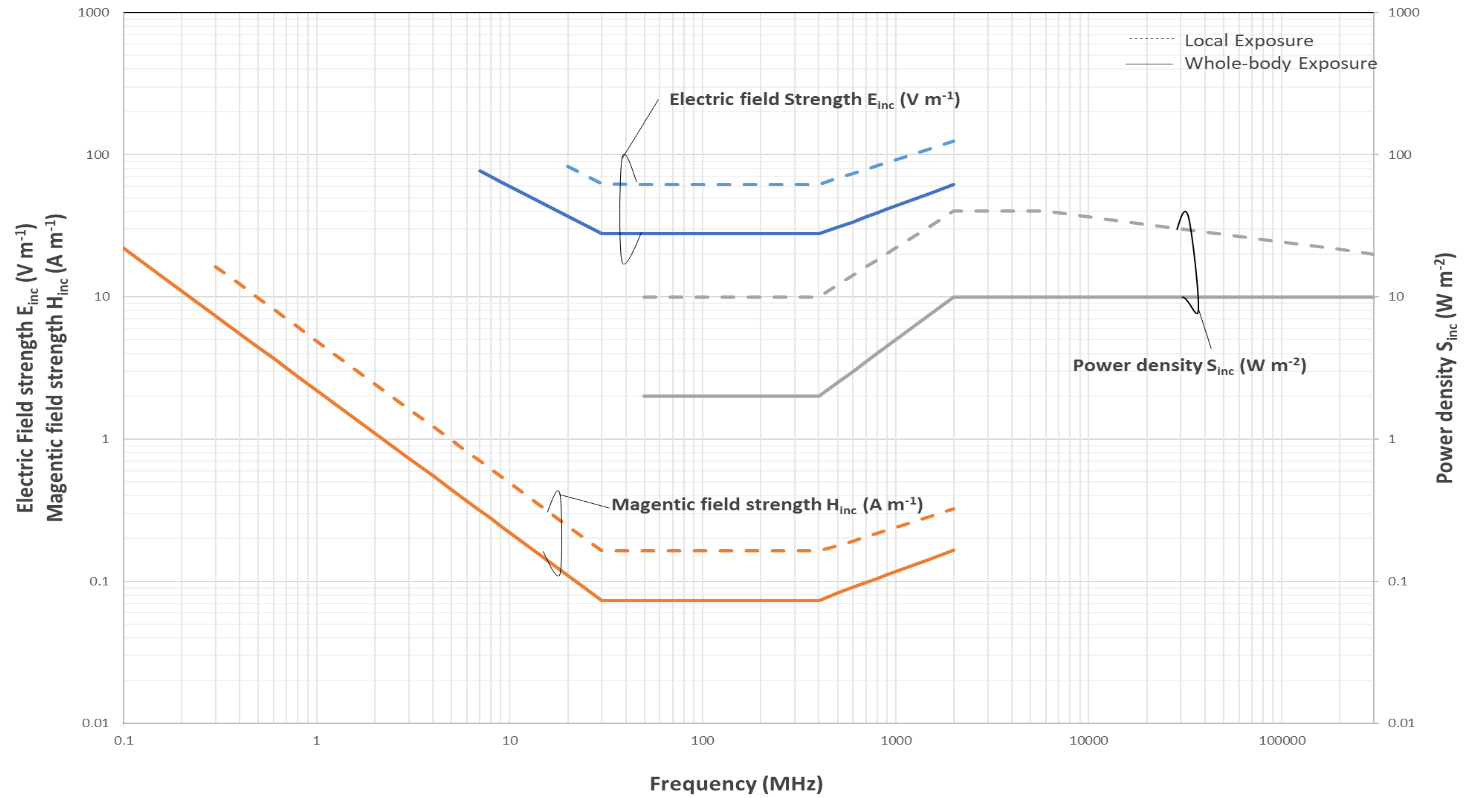 1000
100
10
1
0.1
0.01
Electric Field strength Einc (V m-1)
Magentic field strength Hinc (A m-1)
Local Exposure
Whole-body Exposure
Electric field Strength Einc (V m-1)
Power density Sinc (W m-2)
Magentic field strength Hinc (A m-1)
1000
100
10
1
0.1
0.01
Power density Sinc (W m-2)
0.1 1 10 100 1000 10000 100000
Frequency (MHz)